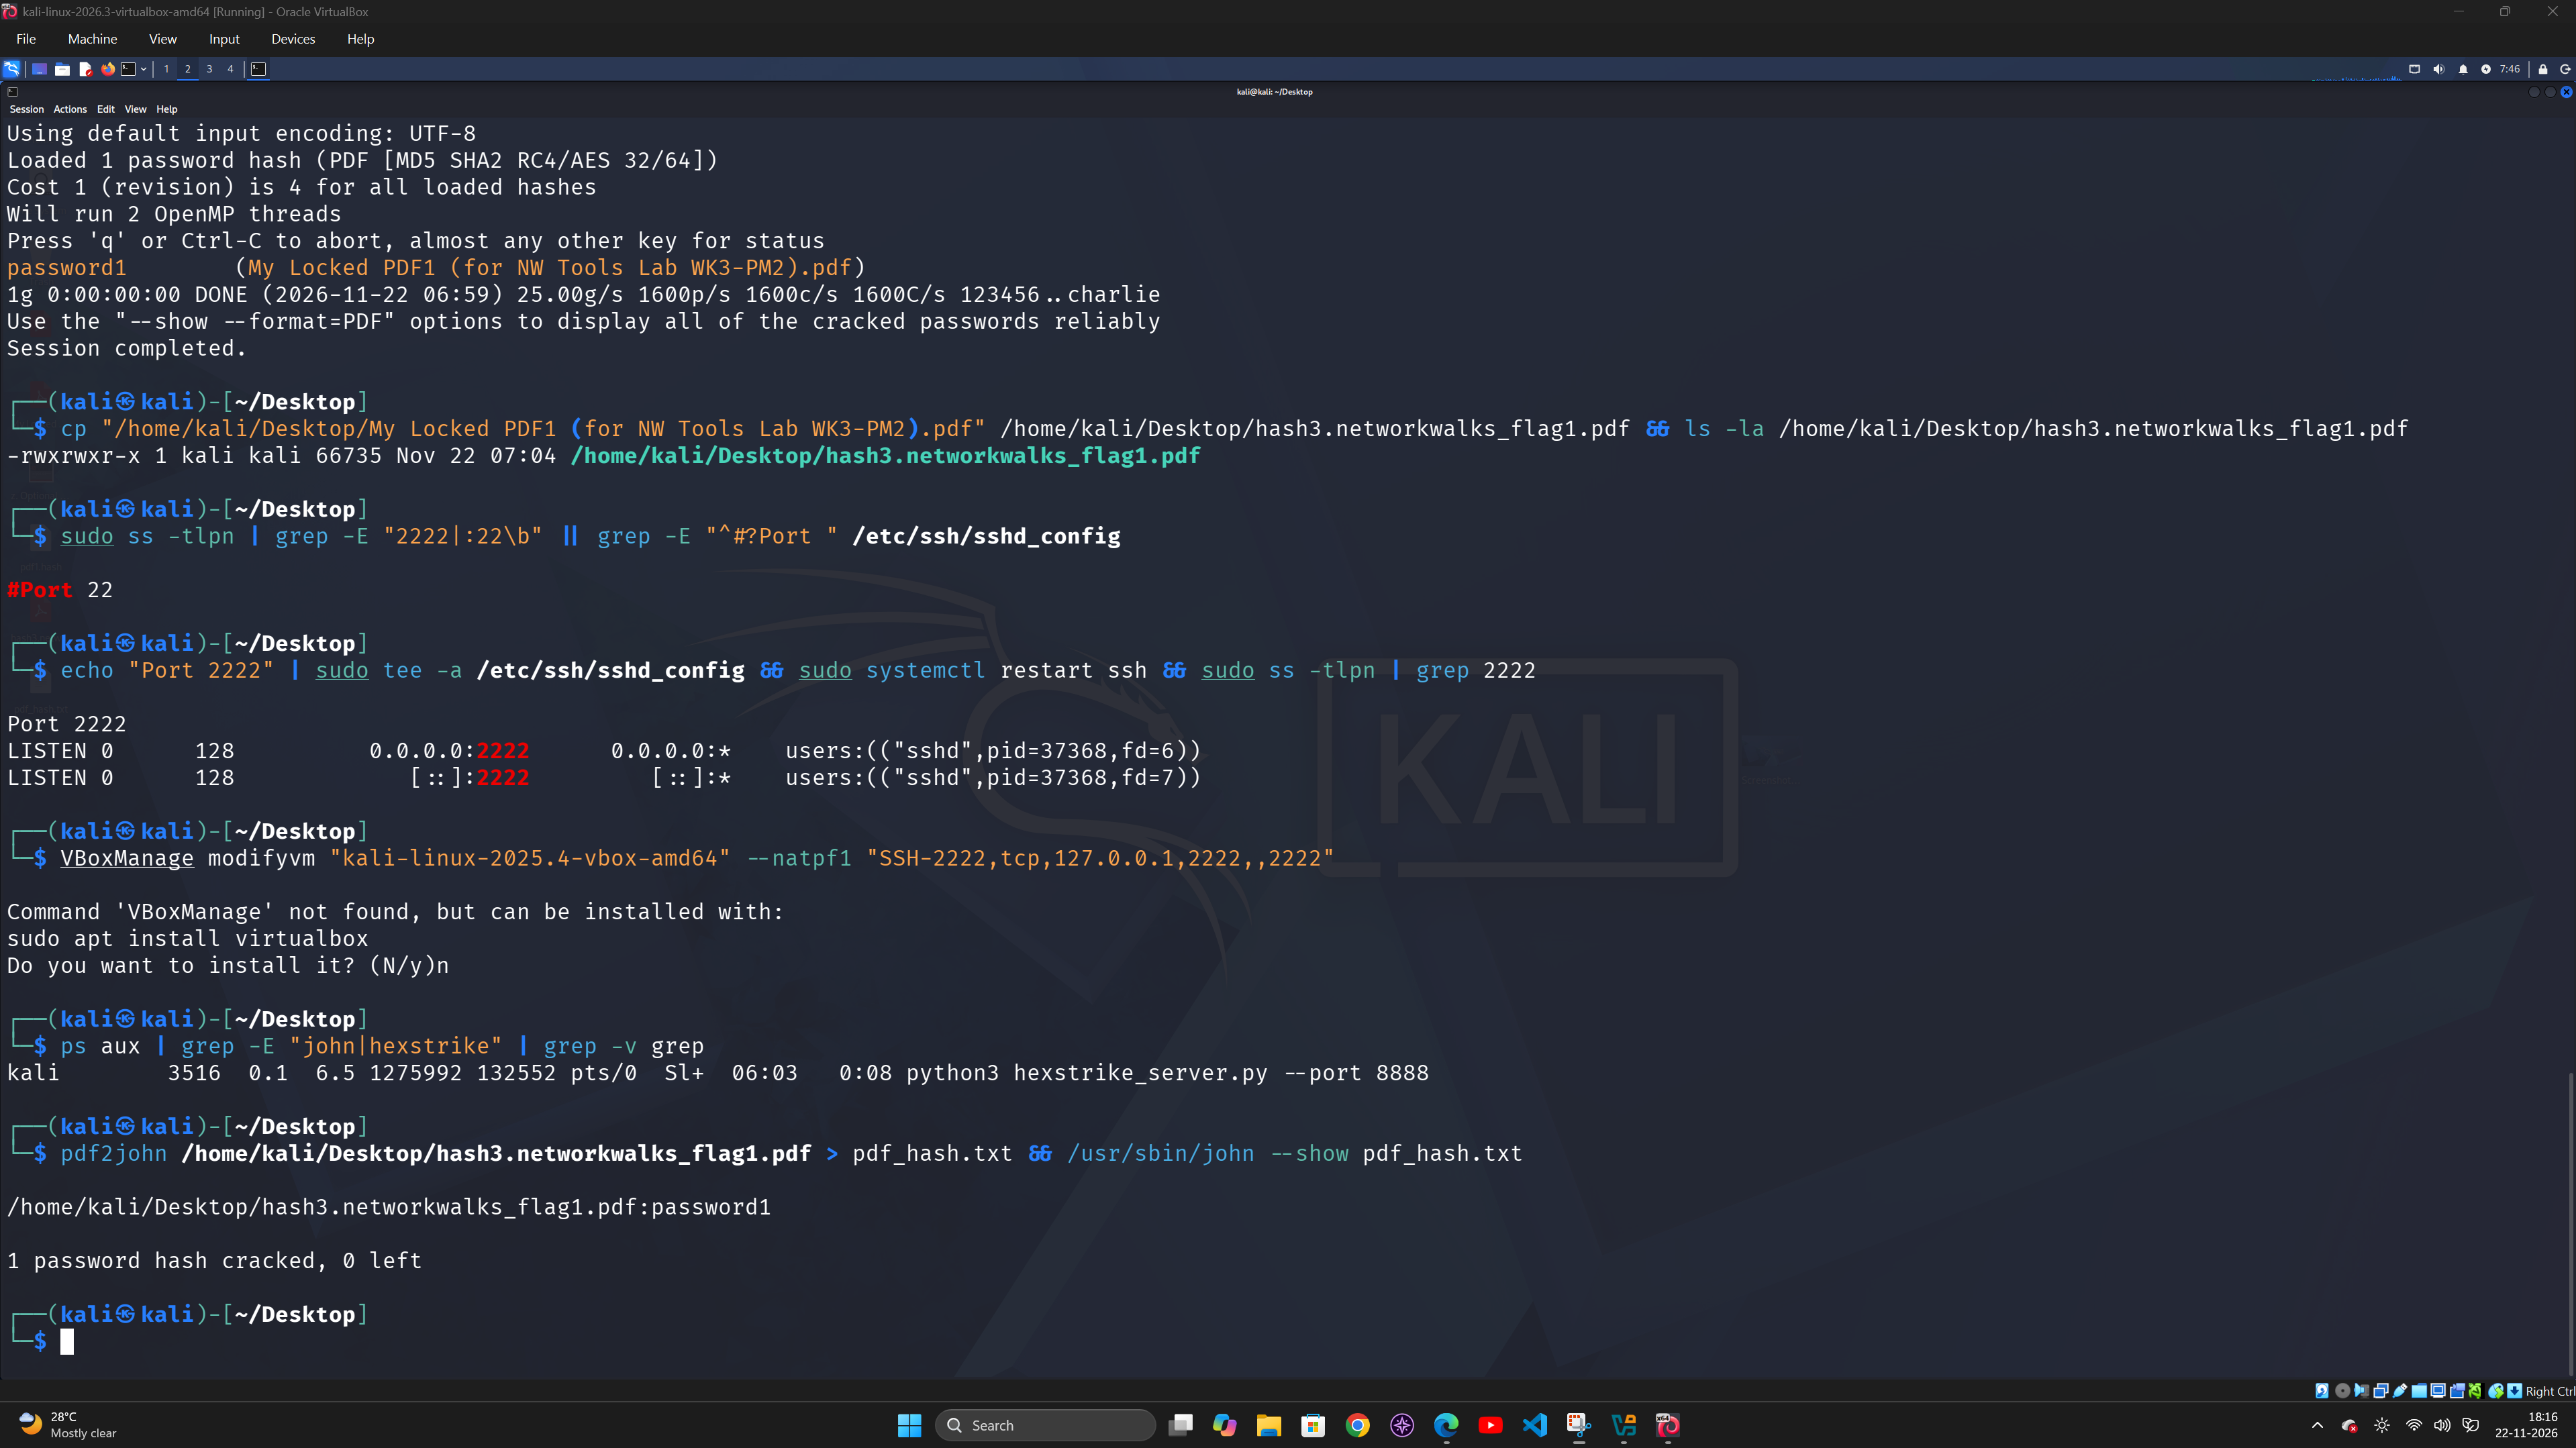 kali-linux-2026.3-virtualbox-amd64 [Running] - Oracle VirtualBox
File Machine View Input Devices Help
1 2 3 4 7:46
kali@kali: ~/Desktop
Session Actions Edit View Help
Using default input encoding: UTF-8
Loaded 1 password hash (PDF [MD5 SHA2 RC4/AES 32/64])
Cost 1 (revision) is 4 for all loaded hashes
Will run 2 OpenMP threads
Press 'q' or Ctrl-C to abort, almost any other key for status
password1 (My Locked PDF1 (for NW Tools Lab WK3-PM2).pdf)
1g 0:00:00:00 DONE (2026-11-22 06:59) 25.00g/s 1600p/s 1600c/s 1600C/s 123456..charlie
Use the "--show --format=PDF" options to display all of the cracked passwords reliably
Session completed.
┌──(kali㉿kali)-[~/Desktop]
└─$ cp "/home/kali/Desktop/My Locked PDF1 (for NW Tools Lab WK3-PM2).pdf" /home/kali/Desktop/hash3.networkwalks_flag1.pdf && ls -la /home/kali/Desktop/hash3.networkwalks_flag1.pdf
-rwxrwxr-x 1 kali kali 66735 Nov 22 07:04 /home/kali/Desktop/hash3.networkwalks_flag1.pdf
┌──(kali㉿kali)-[~/Desktop]
└─$ sudo ss -tlpn | grep -E "2222|:22\b" || grep -E "^#?Port " /etc/ssh/sshd_config
#Port 22
┌──(kali㉿kali)-[~/Desktop]
└─$ echo "Port 2222" | sudo tee -a /etc/ssh/sshd_config && sudo systemctl restart ssh && sudo ss -tlpn | grep 2222
Port 2222
LISTEN 0 128 0.0.0.0:2222 0.0.0.0:* users:(("sshd",pid=37368,fd=6))
LISTEN 0 128 [::]:2222 [::]:* users:(("sshd",pid=37368,fd=7))
┌──(kali㉿kali)-[~/Desktop]
└─$ VBoxManage modifyvm "kali-linux-2025.4-vbox-amd64" --natpf1 "SSH-2222,tcp,127.0.0.1,2222,,2222"
Command 'VBoxManage' not found, but can be installed with:
sudo apt install virtualbox
Do you want to install it? (N/y)n
┌──(kali㉿kali)-[~/Desktop]
└─$ ps aux | grep -E "john|hexstrike" | grep -v grep
kali 3516 0.1 6.5 1275992 132552 pts/0 Sl+ 06:03 0:08 python3 hexstrike_server.py --port 8888
┌──(kali㉿kali)-[~/Desktop]
└─$ pdf2john /home/kali/Desktop/hash3.networkwalks_flag1.pdf > pdf_hash.txt && /usr/sbin/john --show pdf_hash.txt
/home/kali/Desktop/hash3.networkwalks_flag1.pdf:password1
1 password hash cracked, 0 left
┌──(kali㉿kali)-[~/Desktop]
└─$
KALI
Right Ctrl
28°C
Mostly clear
Search
18:16
22-11-2026